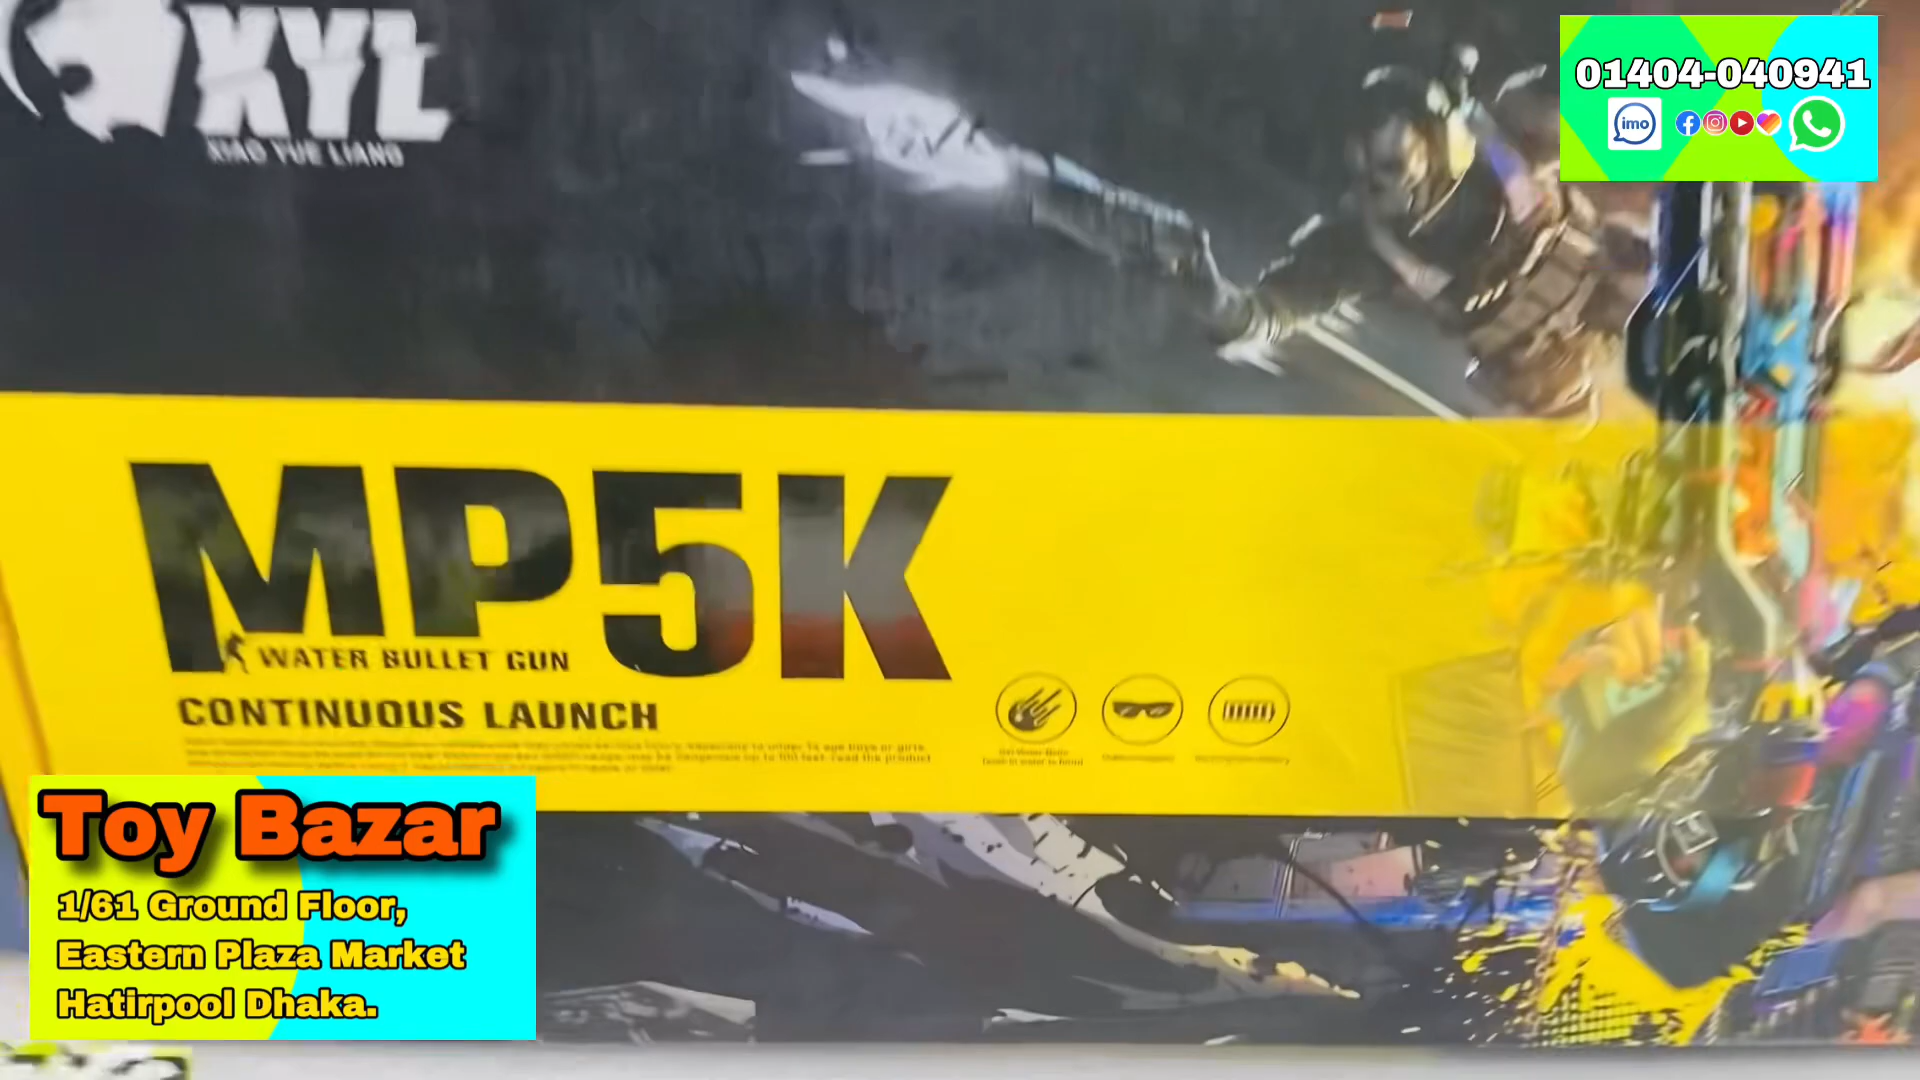 XYL
XIAO YUE LIANG
01404-040941
imo
MP5K
WATER BULLET GUN
CONTINUOUS LAUNCH
Toy Bazar
1/61 Ground Floor,
Eastern Plaza Market
Hatirpool Dhaka.